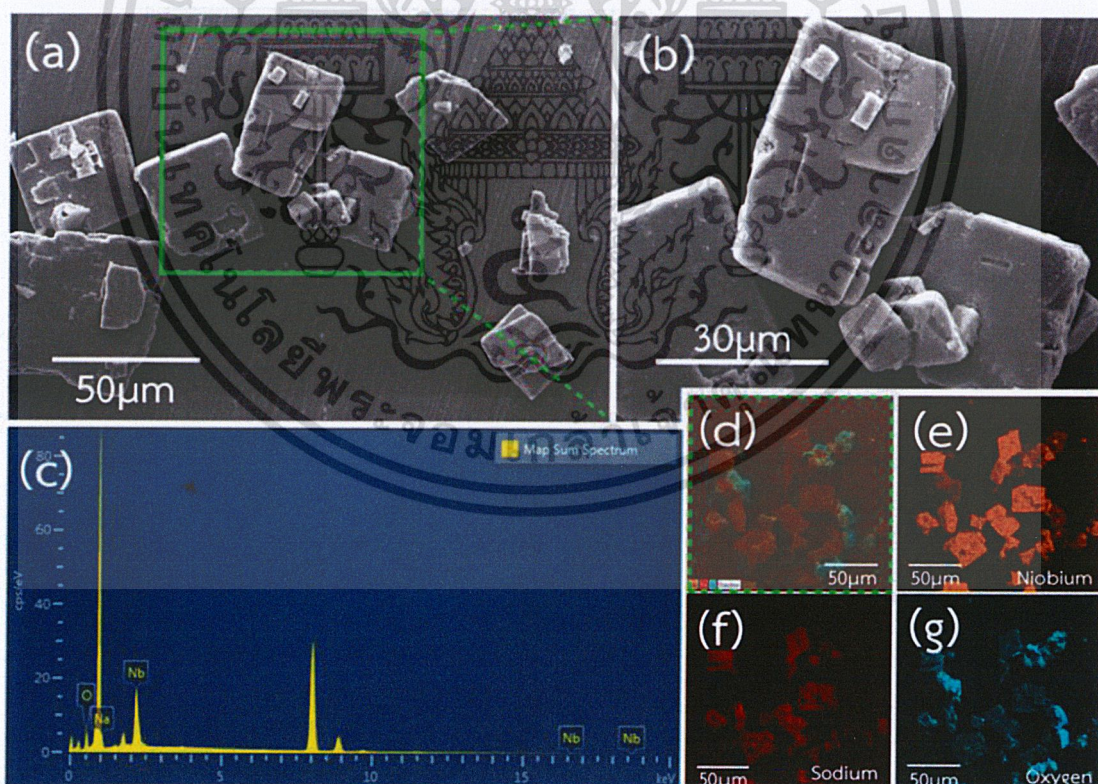 (a)
(b)
50µm
30µm
(c)
Map Sum Spectrum
80
60
40
20
0
cps/eV
O
Na
Nb
Nb
Nb
0
5
10
15
keV
(d)
50µm
(e)
50µm
Niobium
(f)
50µm
Sodium
(g)
50µm
Oxygen